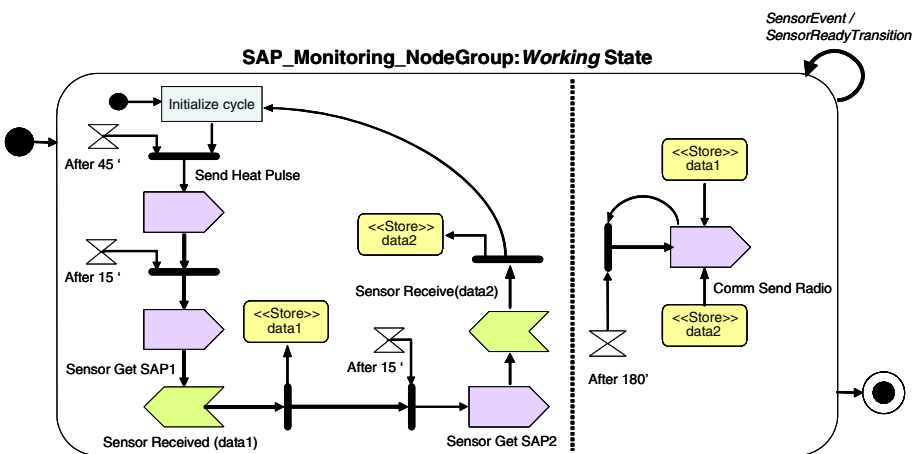 SensorEvent /
SensorReadyTransition
SAP_Monitoring_NodeGroup: Working State
Initialize cycle
After 45 ‘
Send Heat Pulse
After 15 ‘
Sensor Get SAP1
Sensor Received (data1)
<<Store>>
data1
After 15 ‘
Sensor Get SAP2
Sensor Receive(data2)
<<Store>>
data2
<<Store>>
data1
Comm Send Radio
<<Store>>
data2
After 180’